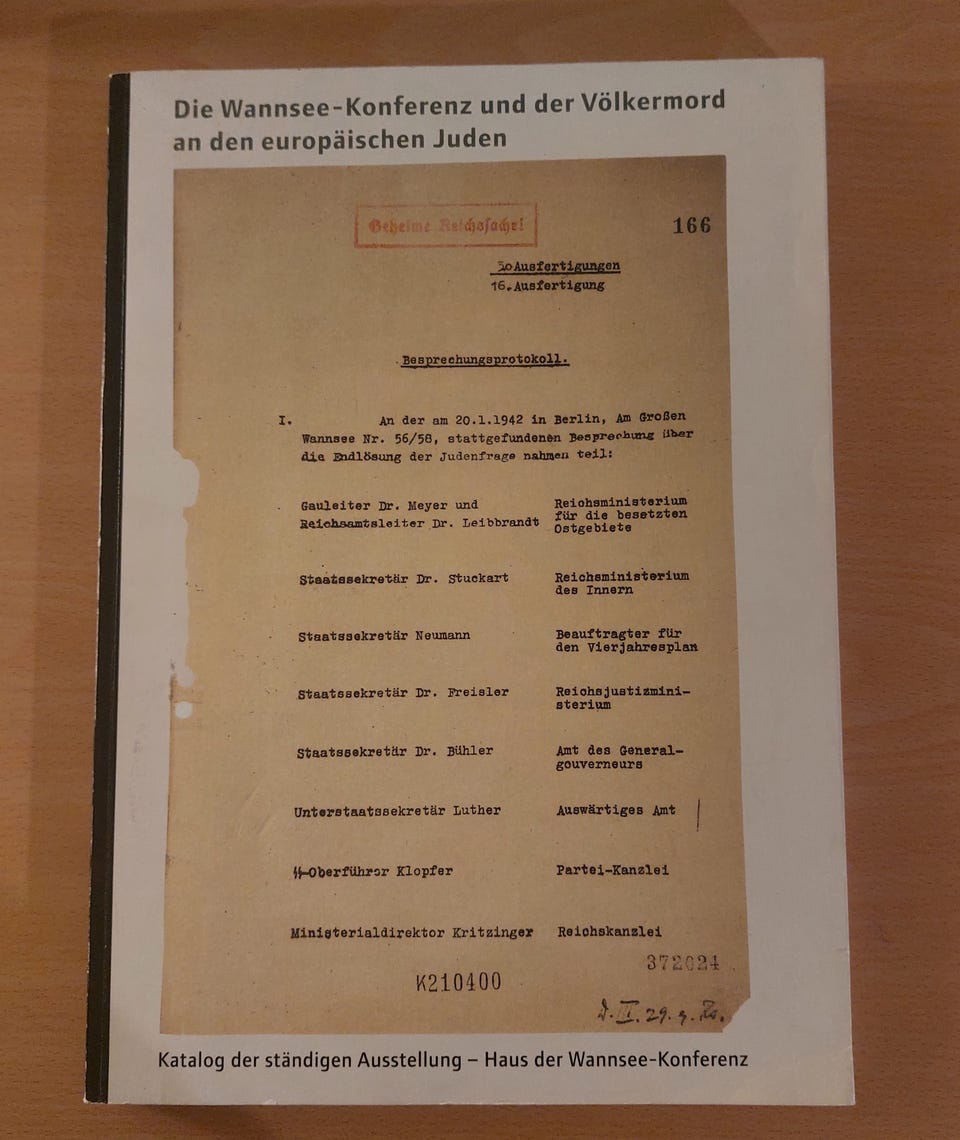 Die Wannsee-Konferenz und der Völkermord
an den europäischen Juden
Geheime Reichssache!
166
30 Ausfertigungen
16. Ausfertigung
Besprechungsprotokoll.
I. An der am 20.1.1942 in Berlin, Am Großen
Wannsee Nr. 56/58, stattgefundenen Besprechung über
die Endlösung der Judenfrage nahmen teil:
Gauleiter Dr. Meyer und
Reichsamtsleiter Dr. Leibbrandt
Reichsministerium
für die besetzten
Ostgebiete
Staatssekretär Dr. Stuckart
Reichsministerium
des Innern
Staatssekretär Neumann
Beauftragter für
den Vierjahresplan
Staatssekretär Dr. Freisler
Reichsjustizmini-
sterium
Staatssekretär Dr. Bühler
Amt des General-
gouverneurs
Unterstaatssekretär Luther
Auswärtiges Amt
SS-Oberführer Klopfer
Partei-Kanzlei
Ministerialdirektor Kritzinger
Reichskanzlei
372024
K210400
D.III.29.g.Rs.
Katalog der ständigen Ausstellung – Haus der Wannsee-Konferenz